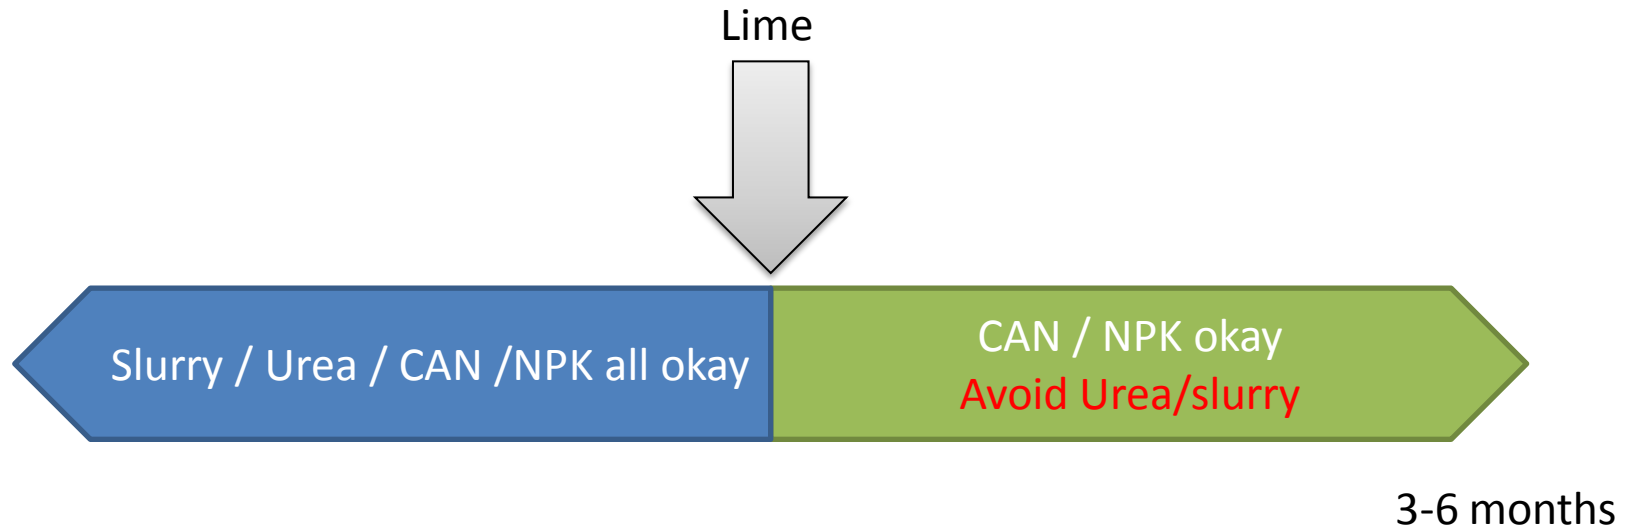 Lime
Slurry / Urea / CAN /NPK all okay
CAN / NPK okay
Avoid Urea/slurry
3-6 months